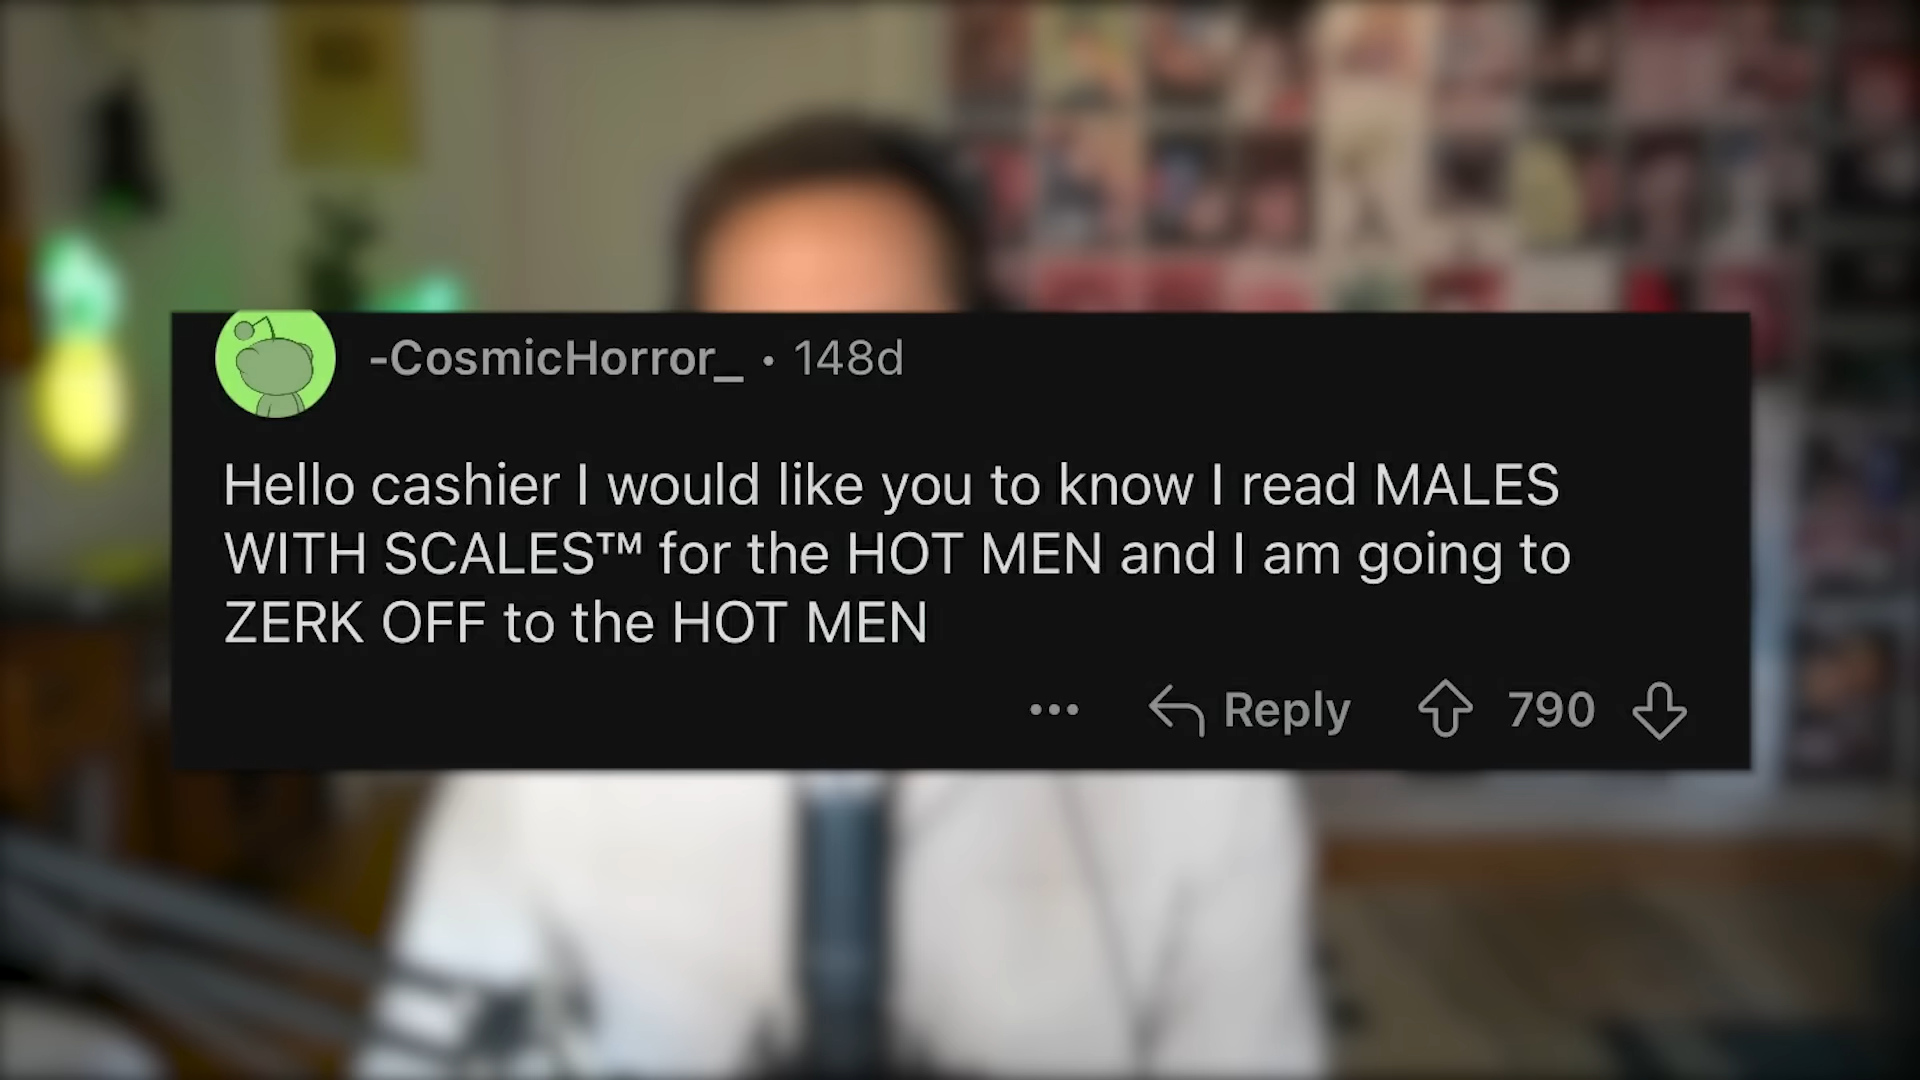 -CosmicHorror_ • 148d
Hello cashier I would like you to know I read MALES
WITH SCALES™ for the HOT MEN and I am going to
ZERK OFF to the HOT MEN
... Reply 790